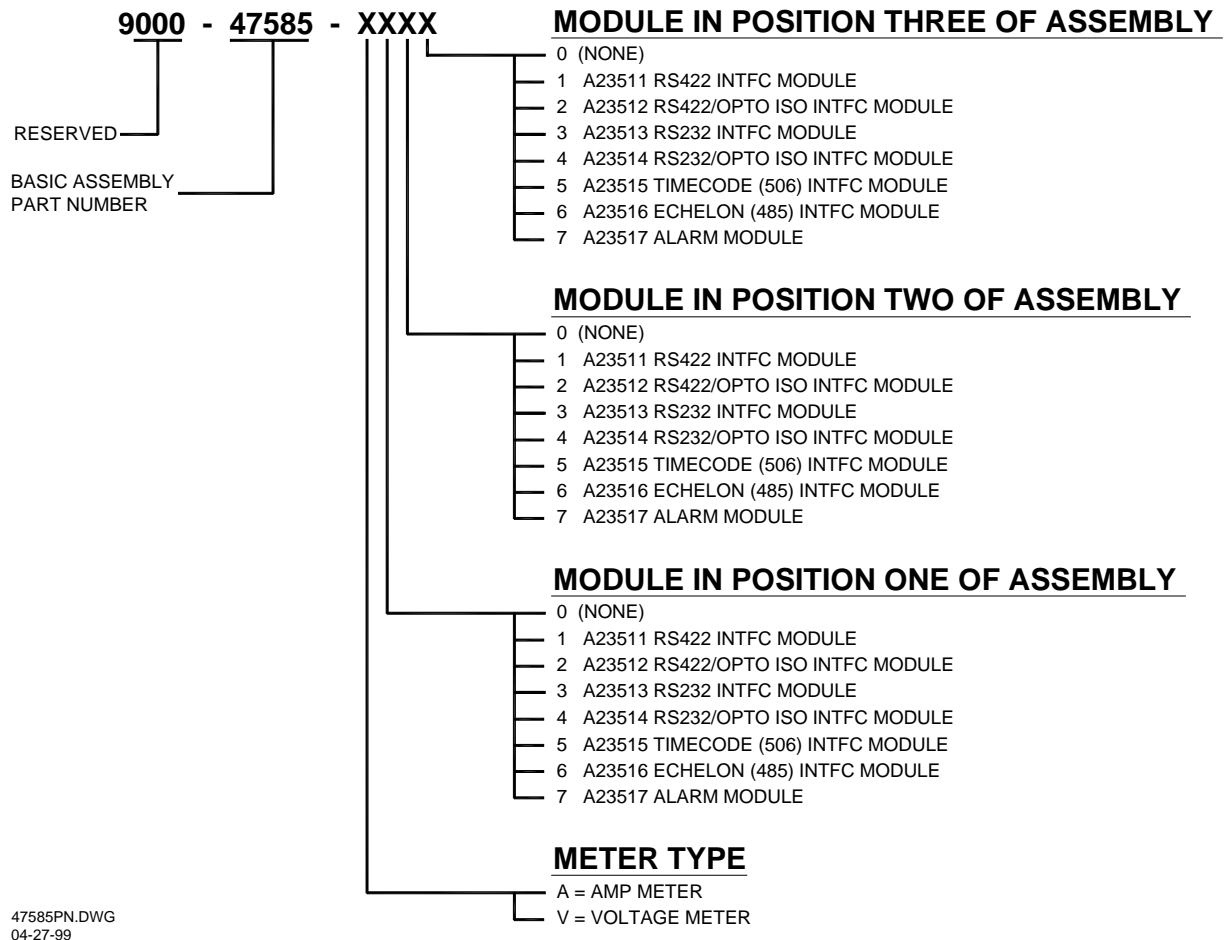 9000 - 47585 - XXXX
RESERVED
BASIC ASSEMBLY
PART NUMBER
MODULE IN POSITION THREE OF ASSEMBLY
0 (NONE)
1 A23511 RS422 INTFC MODULE
2 A23512 RS422/OPTO ISO INTFC MODULE
3 A23513 RS232 INTFC MODULE
4 A23514 RS232/OPTO ISO INTFC MODULE
5 A23515 TIMECODE (506) INTFC MODULE
6 A23516 ECHELON (485) INTFC MODULE
7 A23517 ALARM MODULE
MODULE IN POSITION TWO OF ASSEMBLY
0 (NONE)
1 A23511 RS422 INTFC MODULE
2 A23512 RS422/OPTO ISO INTFC MODULE
3 A23513 RS232 INTFC MODULE
4 A23514 RS232/OPTO ISO INTFC MODULE
5 A23515 TIMECODE (506) INTFC MODULE
6 A23516 ECHELON (485) INTFC MODULE
7 A23517 ALARM MODULE
MODULE IN POSITION ONE OF ASSEMBLY
0 (NONE)
1 A23511 RS422 INTFC MODULE
2 A23512 RS422/OPTO ISO INTFC MODULE
3 A23513 RS232 INTFC MODULE
4 A23514 RS232/OPTO ISO INTFC MODULE
5 A23515 TIMECODE (506) INTFC MODULE
6 A23516 ECHELON (485) INTFC MODULE
7 A23517 ALARM MODULE
METER TYPE
A = AMP METER
V = VOLTAGE METER
47585PN.DWG
04-27-99